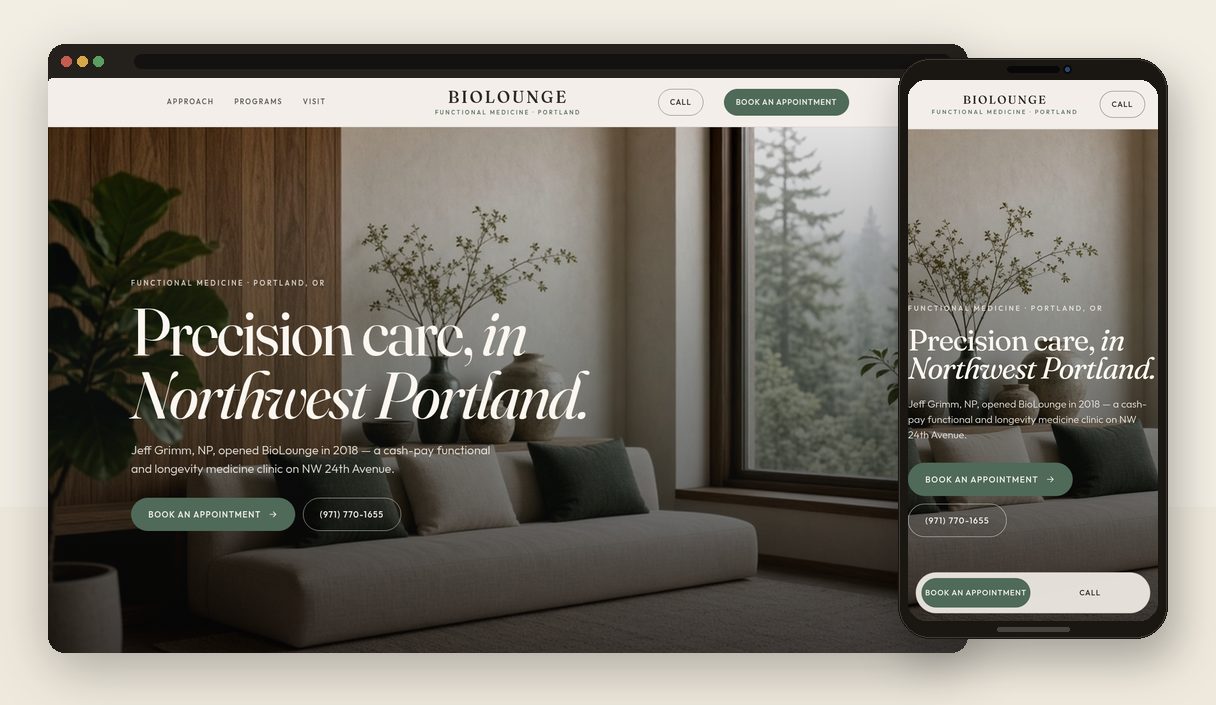 APPROACH PROGRAMS VISIT
BIOLOUNGE
FUNCTIONAL MEDICINE · PORTLAND
CALL
BOOK AN APPOINTMENT
FUNCTIONAL MEDICINE · PORTLAND, OR
Precision care, in
Northwest Portland.
Jeff Grimm, NP, opened BioLounge in 2018 — a cash-pay functional
and longevity medicine clinic on NW 24th Avenue.
BOOK AN APPOINTMENT →
(971) 770-1655
BIOLOUNGE
FUNCTIONAL MEDICINE · PORTLAND
CALL
FUNCTIONAL MEDICINE · PORTLAND, OR
Precision care, in
Northwest Portland.
Jeff Grimm, NP, opened BioLounge in 2018 — a cash-
pay functional and longevity medicine clinic on NW
24th Avenue.
BOOK AN APPOINTMENT →
(971) 770-1655
BOOK AN APPOINTMENT
CALL